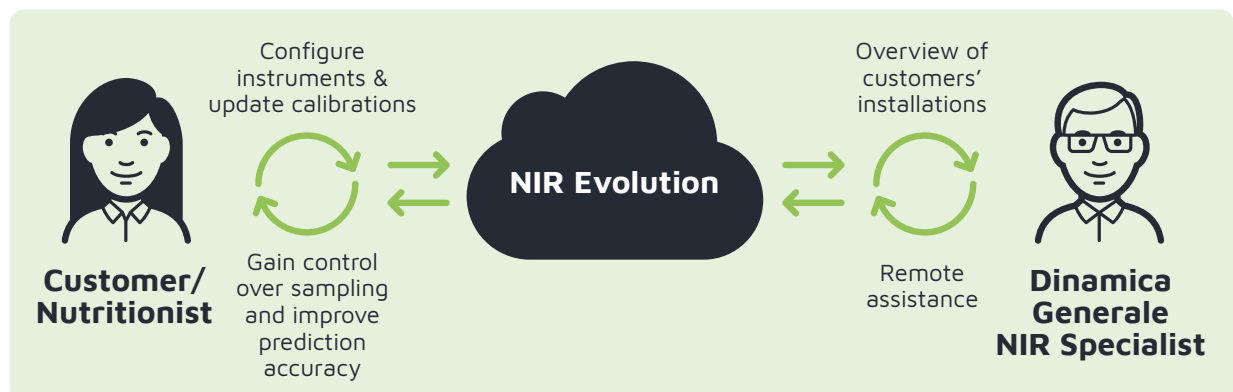 Configure
instruments &
update calibrations
Gain control
over sampling
and improve
prediction
accuracy
Customer/
Nutritionist
NIR Evolution
Overview of
customers’
installations
Remote
assistance
Dinamica
Generale
NIR Specialist